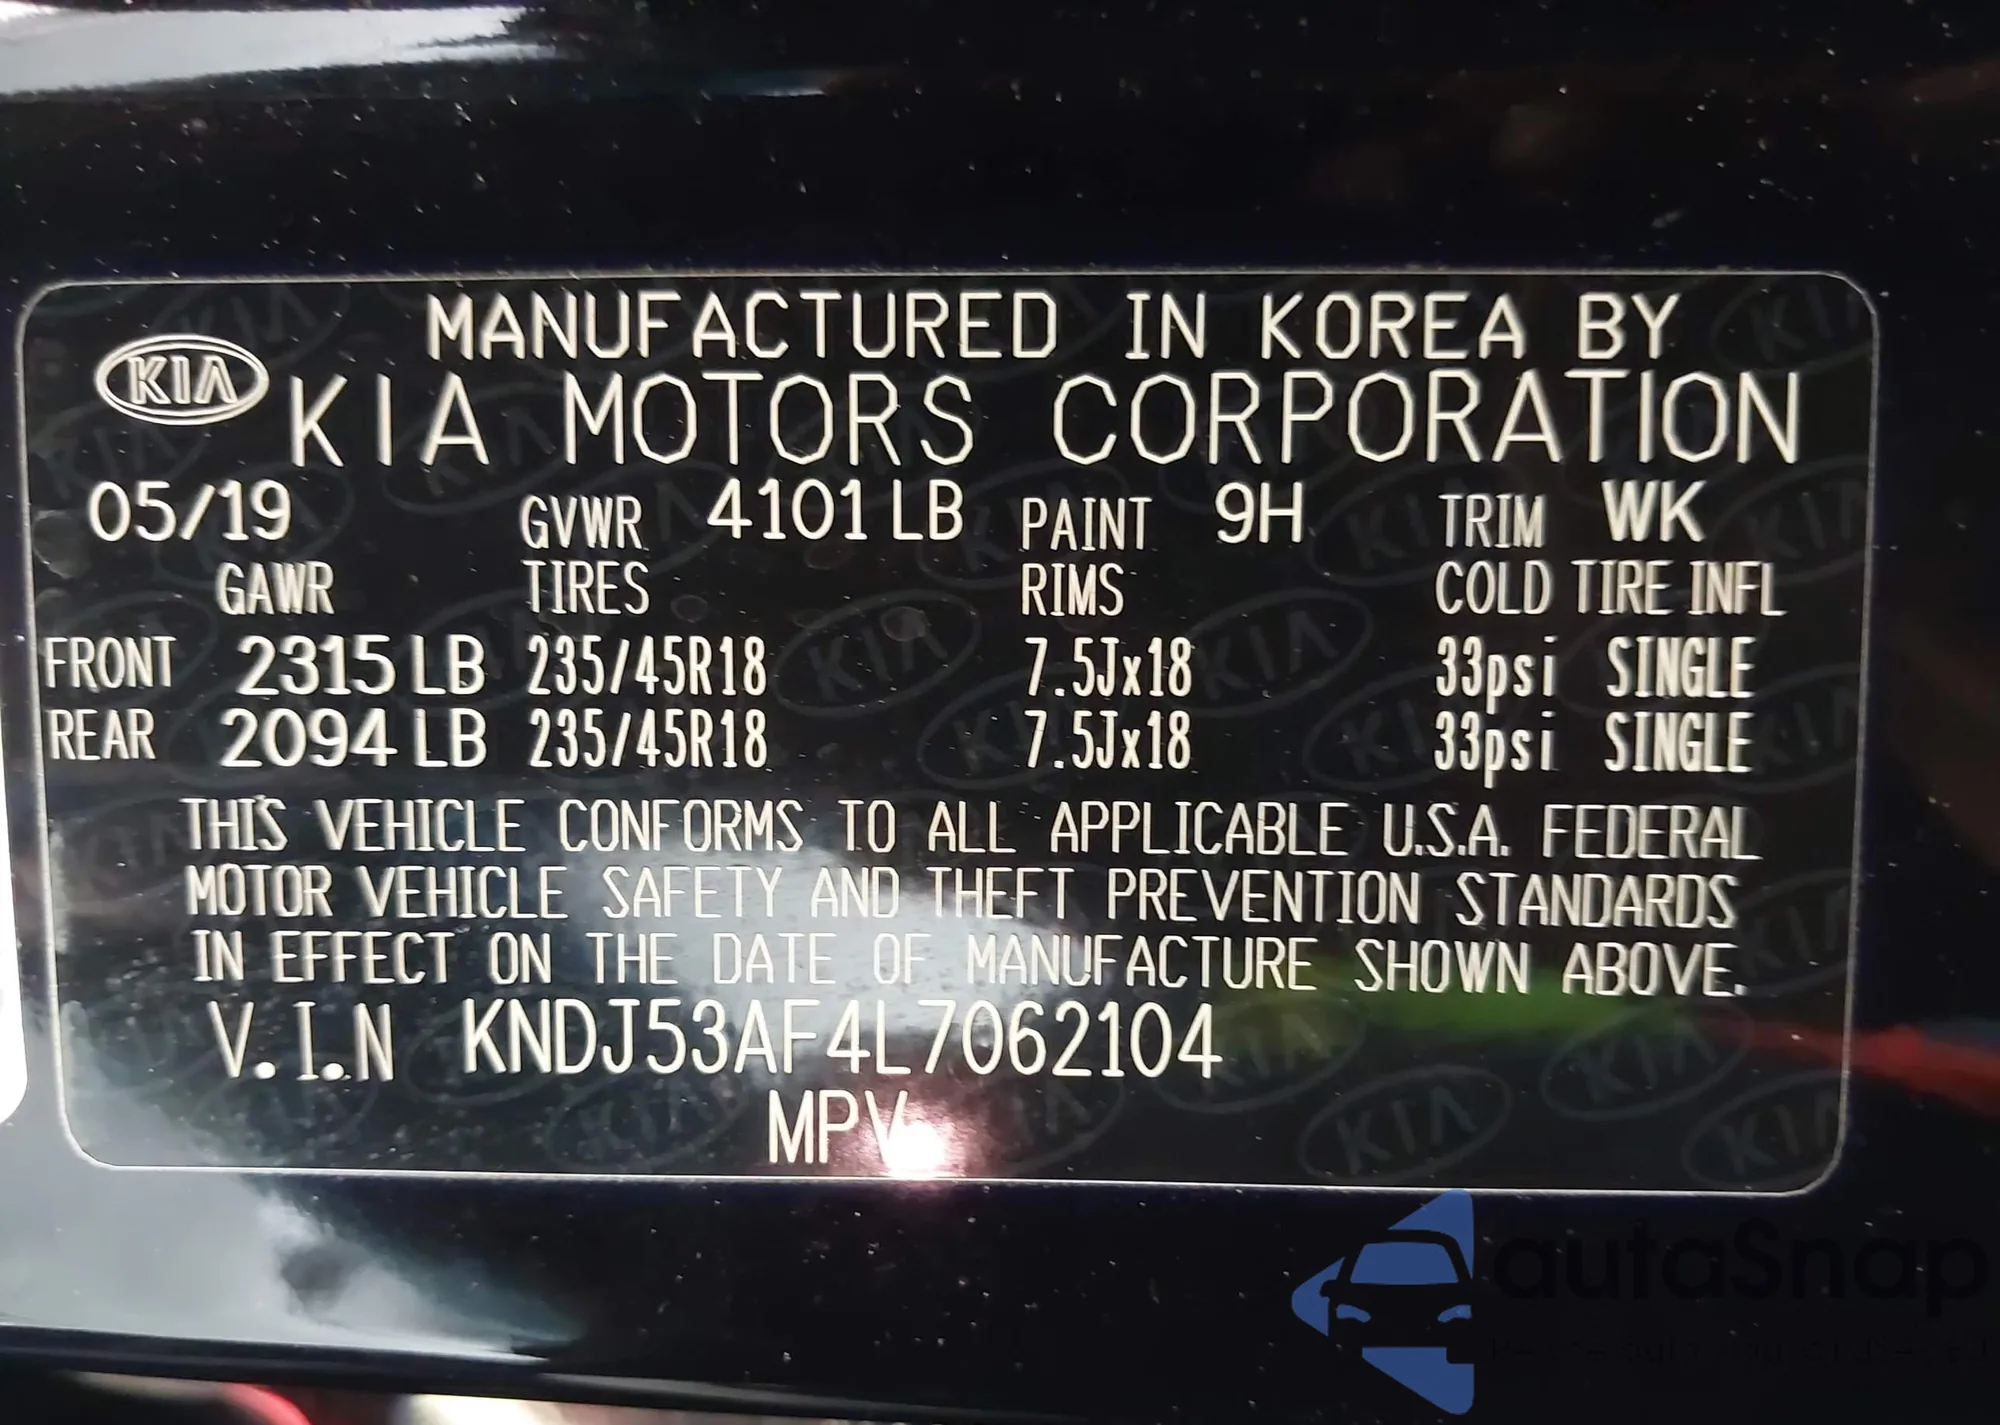 MANUFACTURED IN KOREA BY
KIA KIA MOTORS CORPORATION
05/19 GVWR 4101 LB PAINT 9H TRIM WK
GAWR TIRES RIMS COLD TIRE INFL
FRONT 2315 LB 235/45R18 7.5Jx18 33psi SINGLE
REAR 2094 LB 235/45R18 7.5Jx18 33psi SINGLE
THIS VEHICLE CONFORMS TO ALL APPLICABLE U.S.A. FEDERAL
MOTOR VEHICLE SAFETY AND THEFT PREVENTION STANDARDS
IN EFFECT ON THE DATE OF MANUFACTURE SHOWN ABOVE.
V.I.N KNDJ53AF4L7062104
MPV
autaSnap